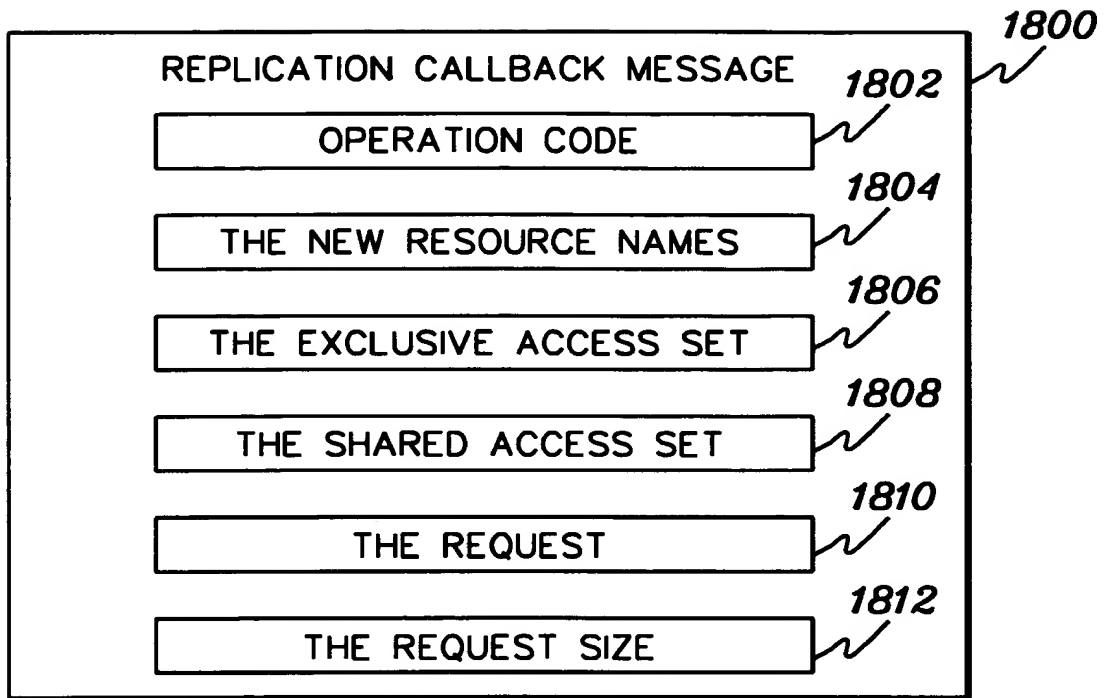 1800
REPLICATION CALLBACK MESSAGE
1802
OPERATION CODE
1804
THE NEW RESOURCE NAMES
1806
THE EXCLUSIVE ACCESS SET
1808
THE SHARED ACCESS SET
1810
THE REQUEST
1812
THE REQUEST SIZE